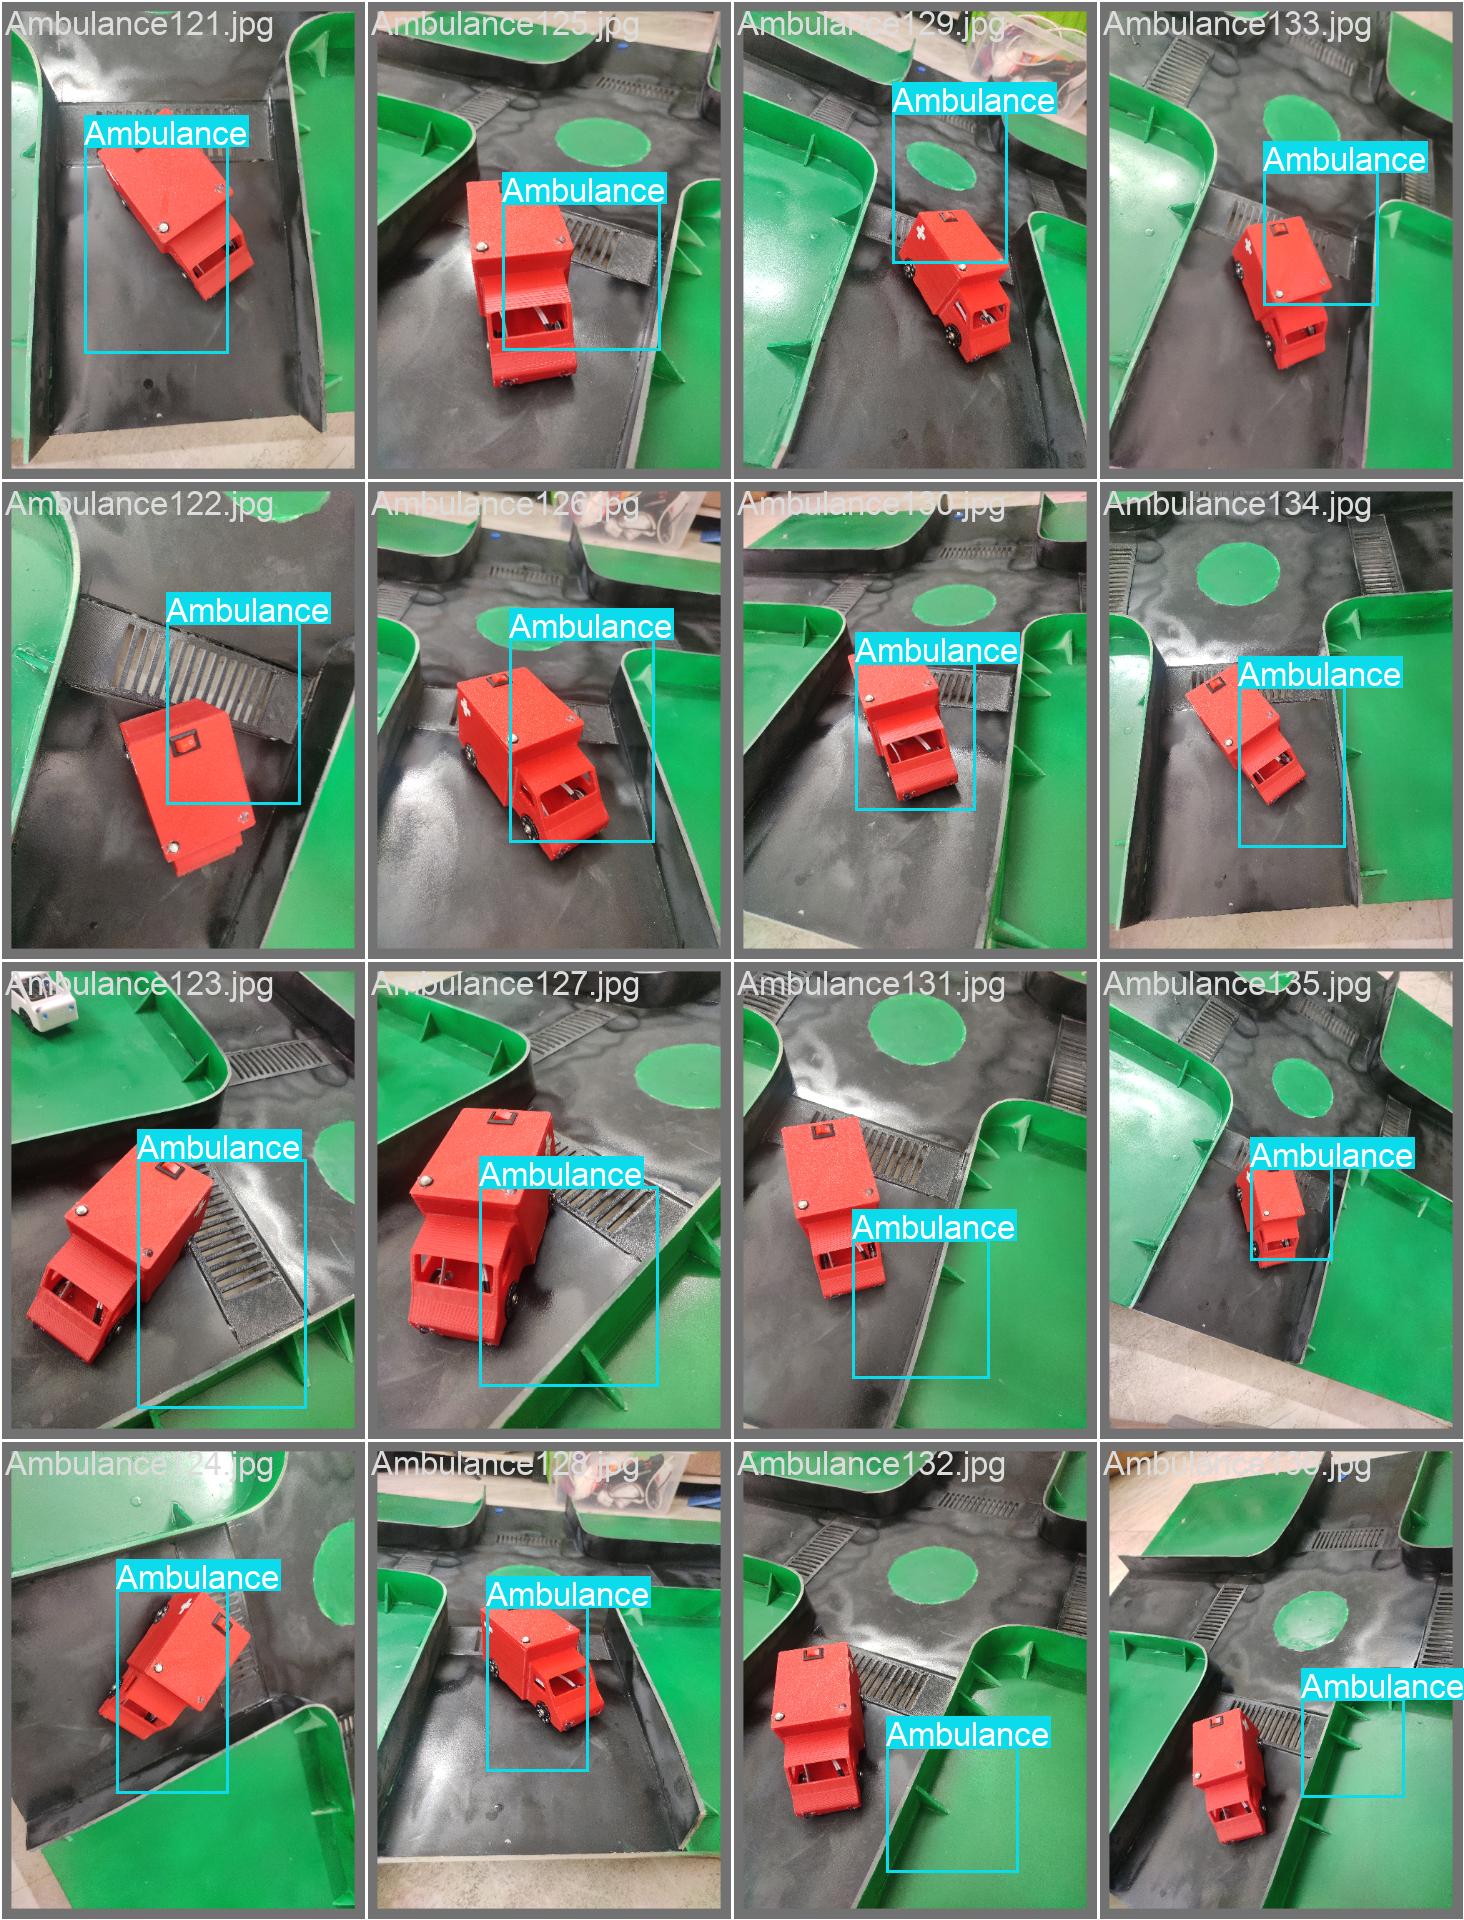 Ambulance121.jpg
Ambulance125.jpg
Ambulance129.jpg
Ambulance133.jpg
Ambulance
Ambulance
Ambulance
Ambulance
Ambulance122.jpg
Ambulance126.jpg
Ambulance130.jpg
Ambulance134.jpg
Ambulance
Ambulance
Ambulance
Ambulance
Ambulance123.jpg
Ambulance127.jpg
Ambulance131.jpg
Ambulance135.jpg
Ambulance
Ambulance
Ambulance
Ambulance
Ambulance124.jpg
Ambulance128.jpg
Ambulance132.jpg
Ambulance136.jpg
Ambulance
Ambulance
Ambulance
Ambulance